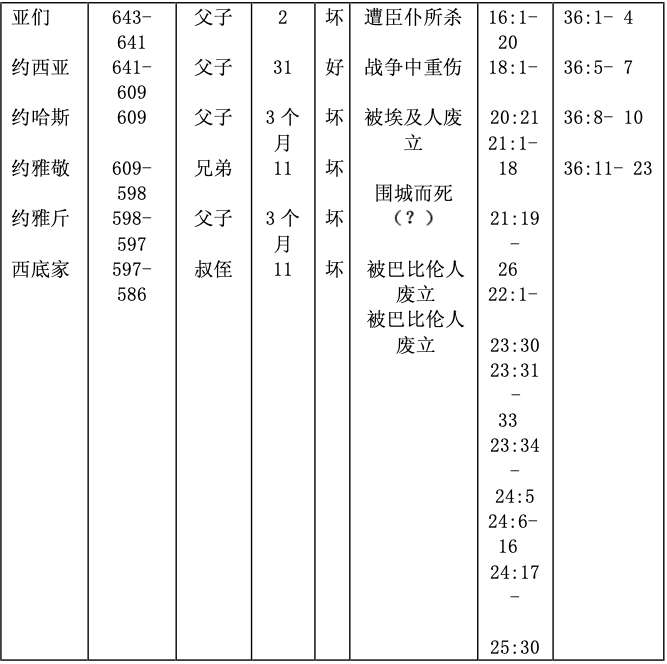 亚们 643- 父子 2 坏 遭臣仆所杀 16:1- 36:1- 4
641 20
约西亚 641- 父子 31 好 战争中重伤 18:1- 36:5- 7
609
约哈斯 609 父子 3 个 坏 被埃及人废 20:21 36:8- 10
月 立 21:1-
约雅敬 609- 兄弟 11 坏 18 36:11- 23
598 围城而死
约雅斤 598- 父子 3 个 坏 （？） 21:19
597 月 -
西底家 597- 叔侄 11 坏 被巴比伦人 26
586 废立 22:1-
被巴比伦人
废立 23:30
23:31
-
33
23:34
-
24:5
24:6-
16
24:17
-
25:30